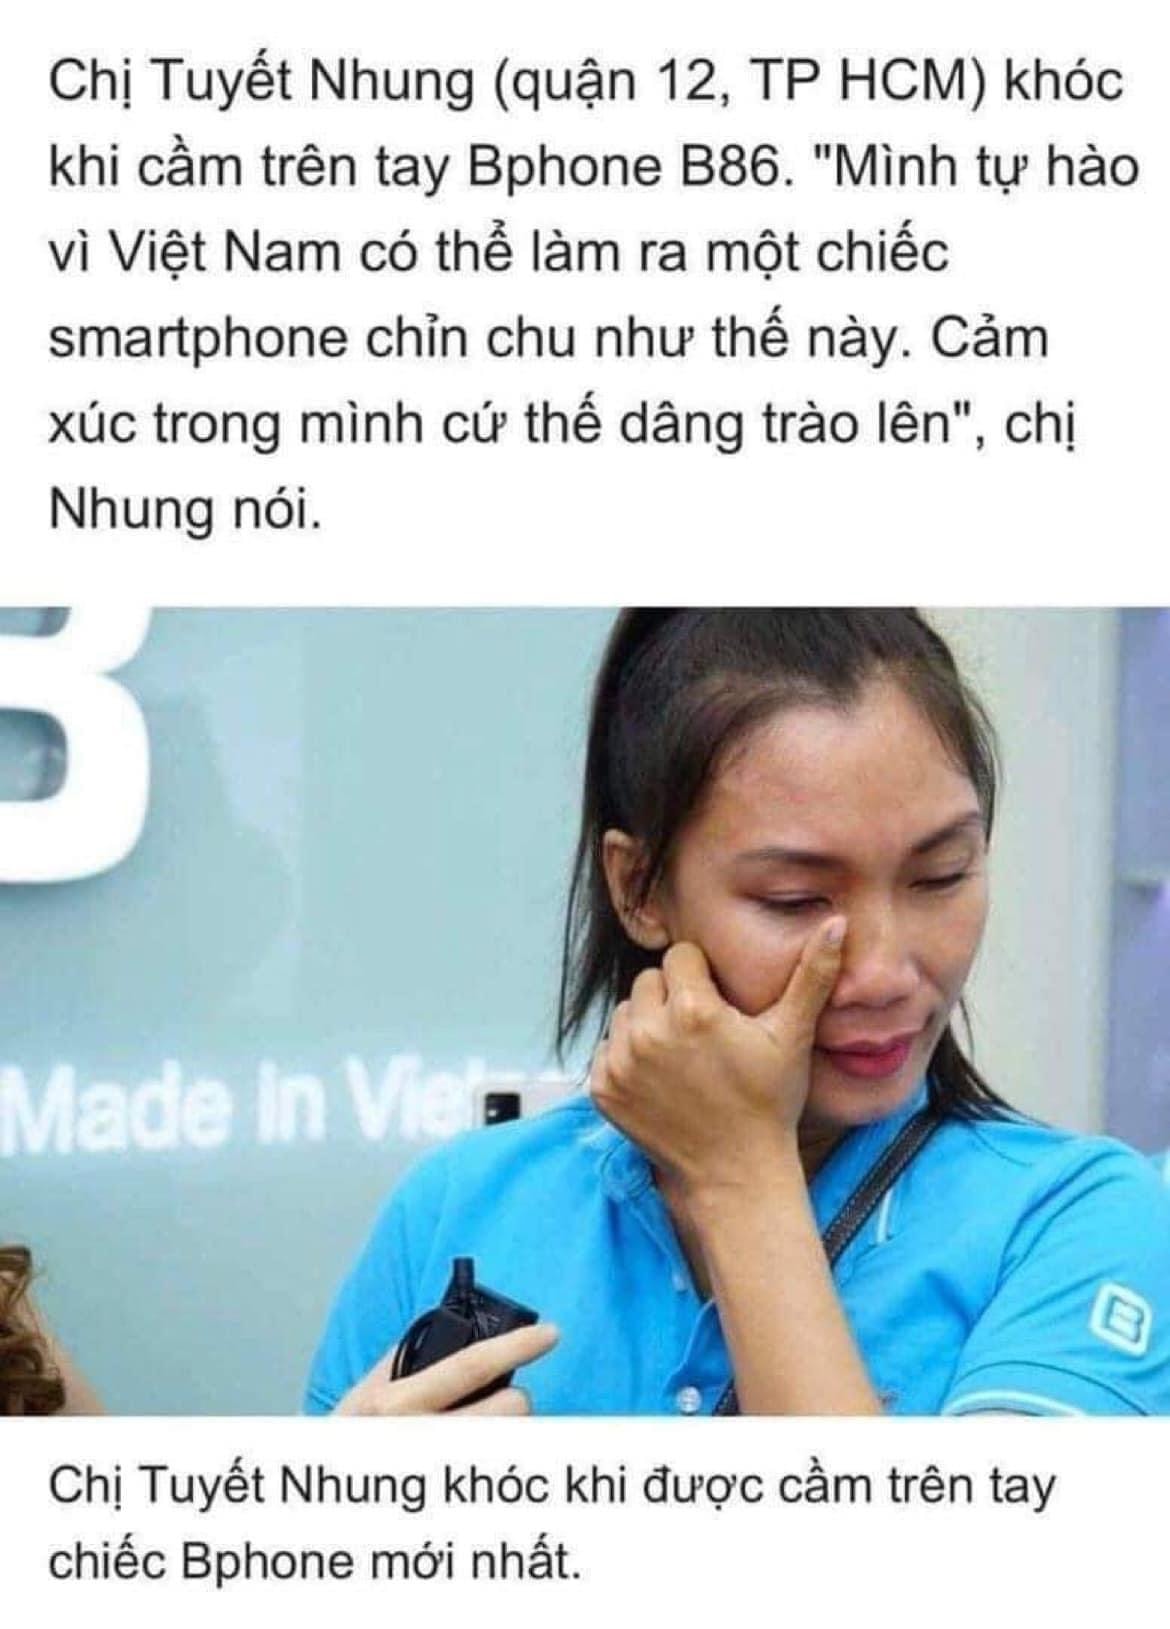 Chị Tuyết Nhung (quận 12, TP HCM) khóc
khi cầm trên tay Bphone B86. "Mình tự hào
vì Việt Nam có thể làm ra một chiếc
smartphone chỉn chu như thế này. Cảm
xúc trong mình cứ thế dâng trào lên", chị
Nhung nói.
B
Made in Vie
B
Chị Tuyết Nhung khóc khi được cầm trên tay
chiếc Bphone mới nhất.